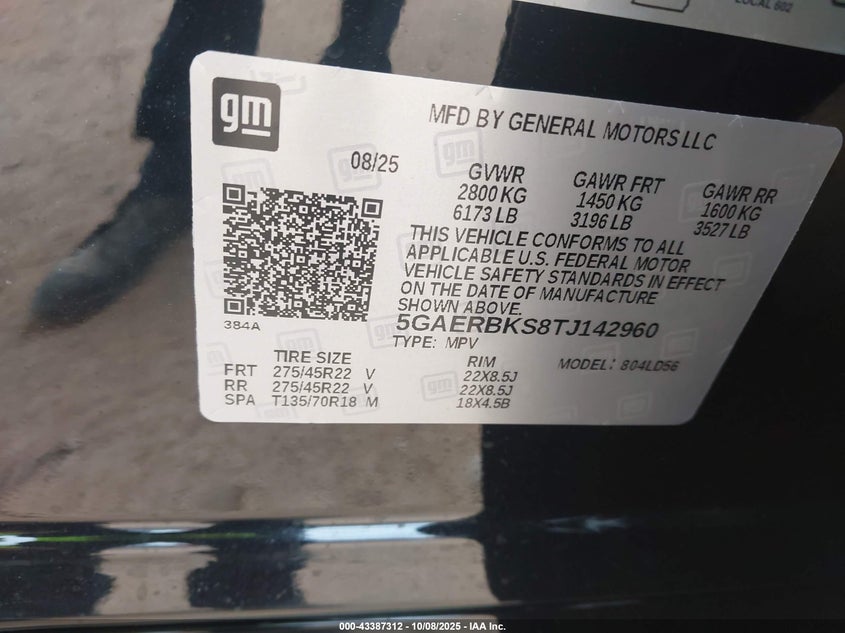 LOCAL 602
gm
MFD BY GENERAL MOTORS LLC
08/25
GVWR
2800 KG
6173 LB
GAWR FRT
1450 KG
3196 LB
GAWR RR
1600 KG
3527 LB
THIS VEHICLE CONFORMS TO ALL
APPLICABLE U.S. FEDERAL MOTOR
VEHICLE SAFETY STANDARDS IN EFFECT
ON THE DATE OF MANUFACTURE
SHOWN ABOVE.
384A
5GAERBKS8TJ142960
TYPE: MPV
MODEL: 804LD56
TIRE SIZE RIM
FRT 275/45R22 V 22X8.5J
RR 275/45R22 V 22X8.5J
SPA T135/70R18 M 18X4.5B
000-43387312 - 10/08/2025 - IAA Inc.